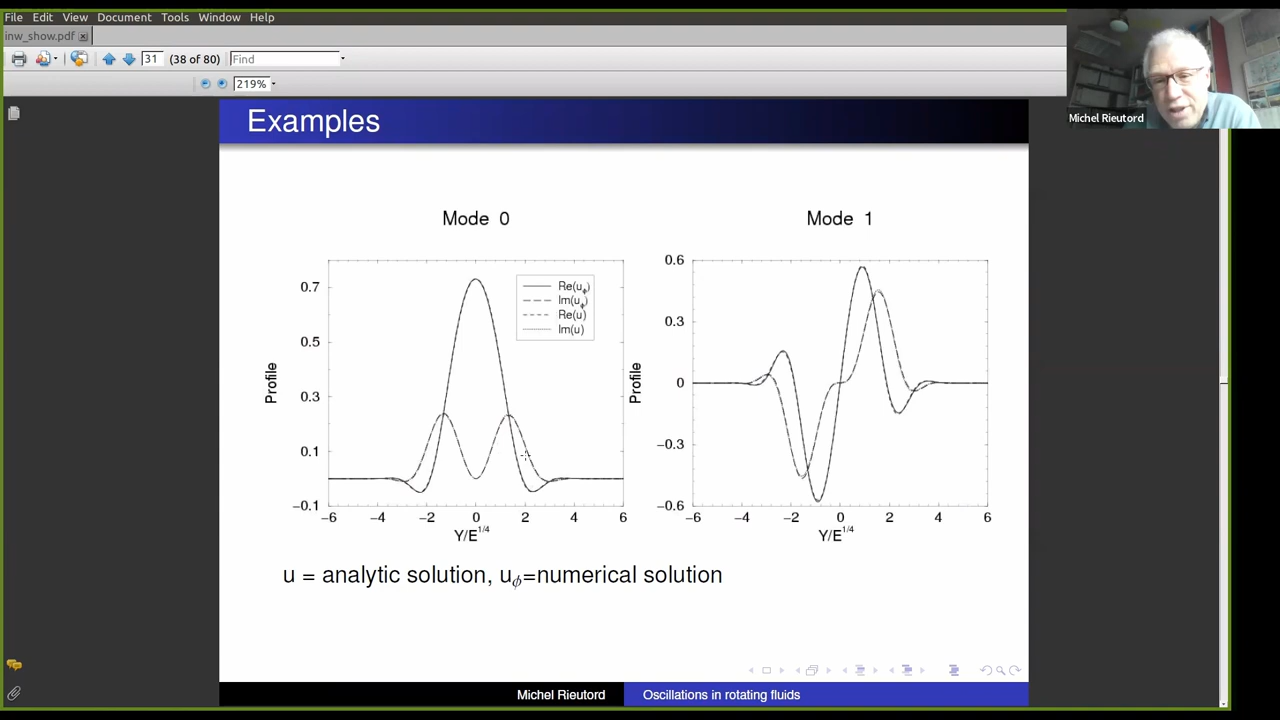 File Edit View Document Tools Window Help
inw_show.pdf
31 (38 of 80) Find
219%
Michel Rieutord
Examples
Mode 0
Mode 1
Re(uϕ)
Im(uϕ)
Re(u)
Im(u)
Profile
0.7
0.5
0.3
0.1
−0.1
−6 −4 −2 0 2 4 6
Y/E^1/4
Profile
0.6
0.3
0
−0.3
−0.6
−6 −4 −2 0 2 4 6
Y/E^1/4
u = analytic solution, uϕ=numerical solution
Michel Rieutord Oscillations in rotating fluids